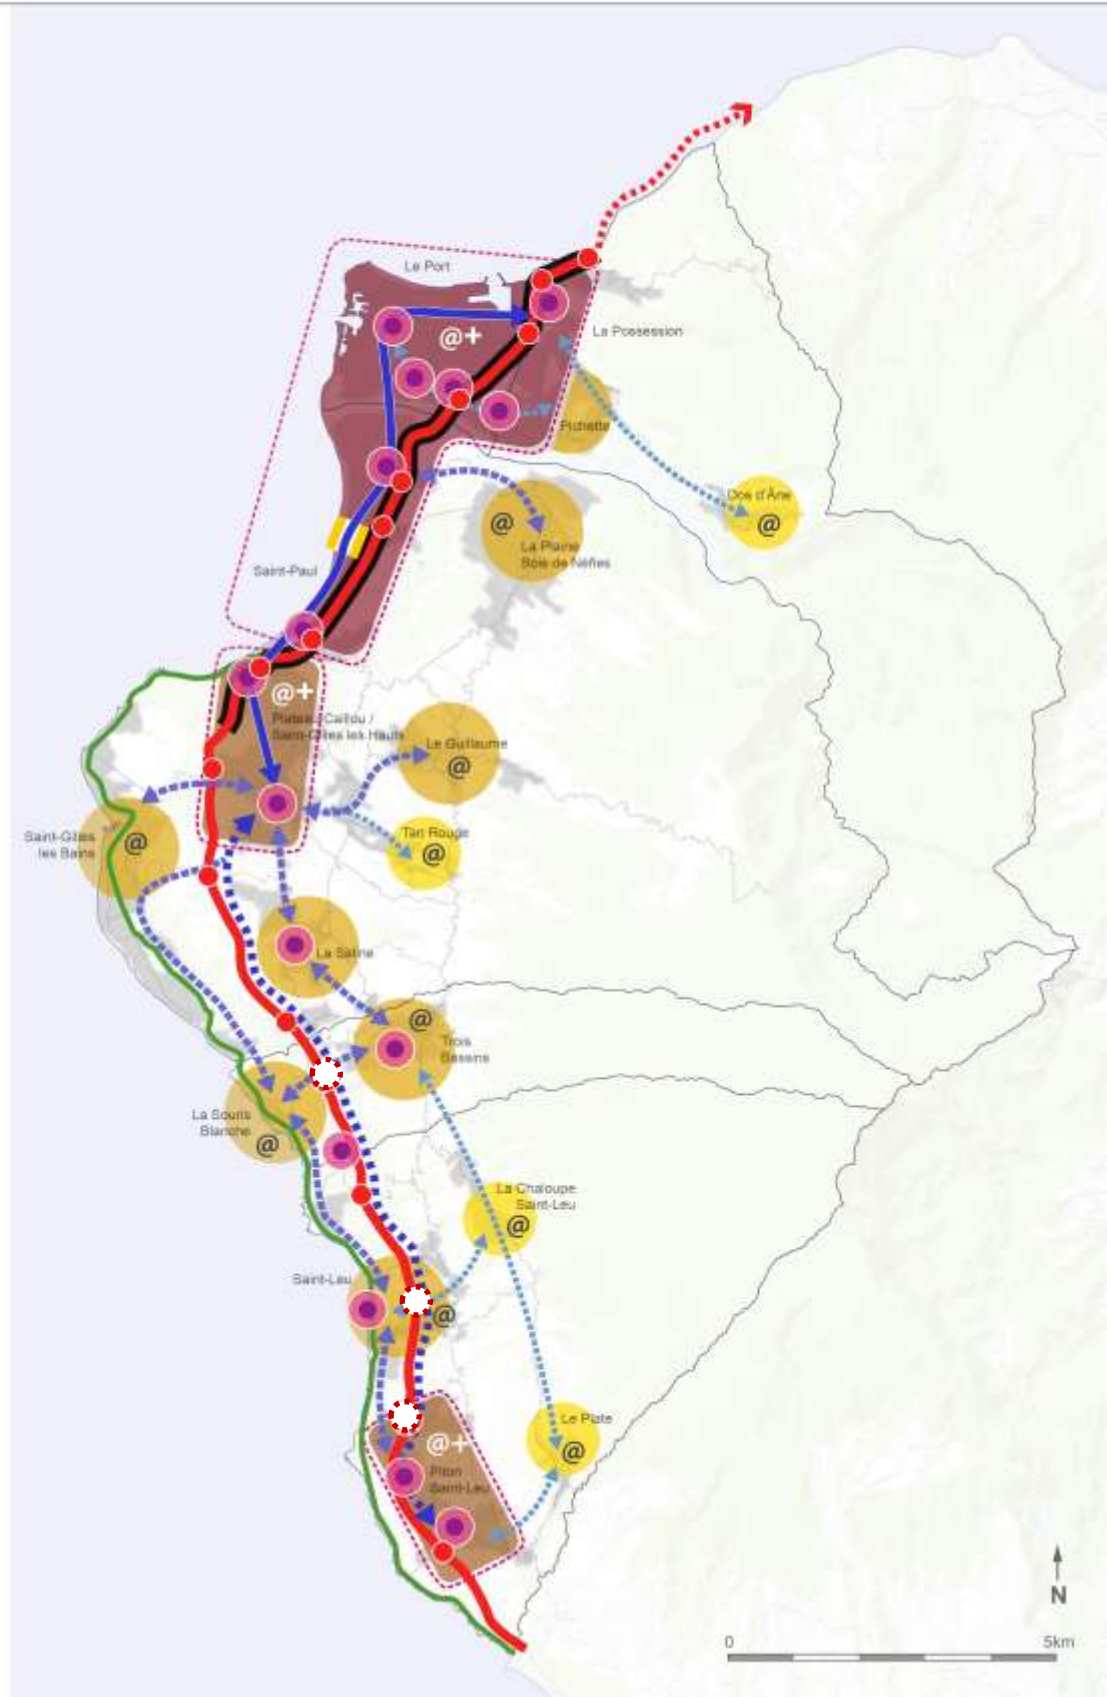 Le Port
@+
La Possession
Pichette
Dos d'Âne
@
@
La Plaine
Bois de Nèfles
Saint-Paul
@+
Plateau Caillou /
Saint-Gilles les Hauts
Le Guillaume
@
Tan Rouge
@
Saint-Gilles
les Bains
@
La Saline
@
Trois
Bassins
La Souris
Blanche
@
La Chaloupe
Saint-Leu
@
Saint-Leu
@
Le Plate
@
@+
Piton
Saint-Leu
N
0
5km